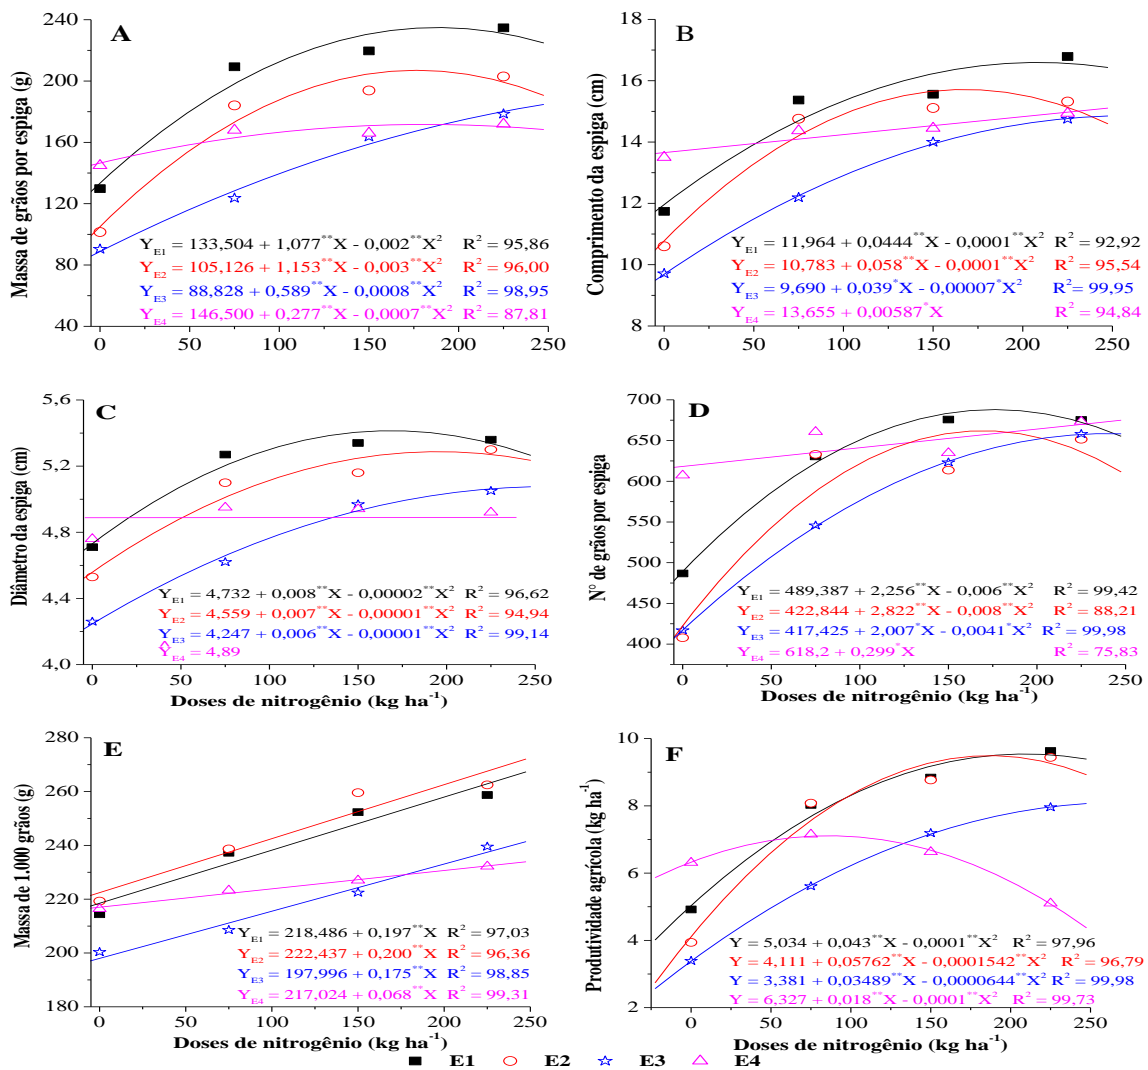 A
Massa de grãos por espiga (g)
240
200
160
120
80
40
Y_E1 = 133,504 + 1,077**X - 0,002**X² R² = 95,86
Y_E2 = 105,126 + 1,153**X - 0,003**X² R² = 96,00
Y_E3 = 88,828 + 0,589**X - 0,0008**X² R² = 98,95
Y_E4 = 146,500 + 0,277**X - 0,0007**X² R² = 87,81
0 50 100 150 200 250
B
Comprimento da espiga (cm)
18
16
14
12
10
8
Y_E1 = 11,964 + 0,0444**X - 0,0001**X² R² = 92,92
Y_E2 = 10,783 + 0,058**X - 0,0001**X² R² = 95,54
Y_E3 = 9,690 + 0,039*X - 0,00007*X² R² = 99,95
Y_E4 = 13,655 + 0,00587*X R² = 94,84
0 50 100 150 200 250
C
Diâmetro da espiga (cm)
5,6
5,2
4,8
4,4
4,0
Y_E1 = 4,732 + 0,008**X - 0,00002**X² R² = 96,62
Y_E2 = 4,559 + 0,007**X - 0,00001**X² R² = 94,94
Y_E3 = 4,247 + 0,006**X - 0,00001**X² R² = 99,14
Y_E4 = 4,89
0 50 100 150 200 250
Doses de nitrogênio (kg ha⁻¹)
D
N° de grãos por espiga
700
650
600
550
500
450
400
Y_E1 = 489,387 + 2,256**X - 0,006**X² R² = 99,42
Y_E2 = 422,844 + 2,822**X - 0,008**X² R² = 88,21
Y_E3 = 417,425 + 2,007*X - 0,0041*X² R² = 99,98
Y_E4 = 618,2 + 0,299*X R² = 75,83
0 50 100 150 200 250
Doses de nitrogênio (kg ha⁻¹)
E
Massa de 1.000 grãos (g)
280
260
240
220
200
180
Y_E1 = 218,486 + 0,197**X R² = 97,03
Y_E2 = 222,437 + 0,200**X R² = 96,36
Y_E3 = 197,996 + 0,175**X R² = 98,85
Y_E4 = 217,024 + 0,068**X R² = 99,31
0 50 100 150 200 250
Doses de nitrogênio (kg ha⁻¹)
F
Produtividade agrícola (kg ha⁻¹)
10
8
6
4
2
Y = 5,034 + 0,043**X - 0,0001**X² R² = 97,96
Y = 4,111 + 0,05762**X - 0,0001542**X² R² = 96,79
Y = 3,381 + 0,03489**X - 0,0000644**X² R² = 99,98
Y = 6,327 + 0,018**X - 0,0001**X² R² = 99,73
0 50 100 150 200 250
Doses de nitrogênio (kg ha⁻¹)
E1 E2 E3 E4